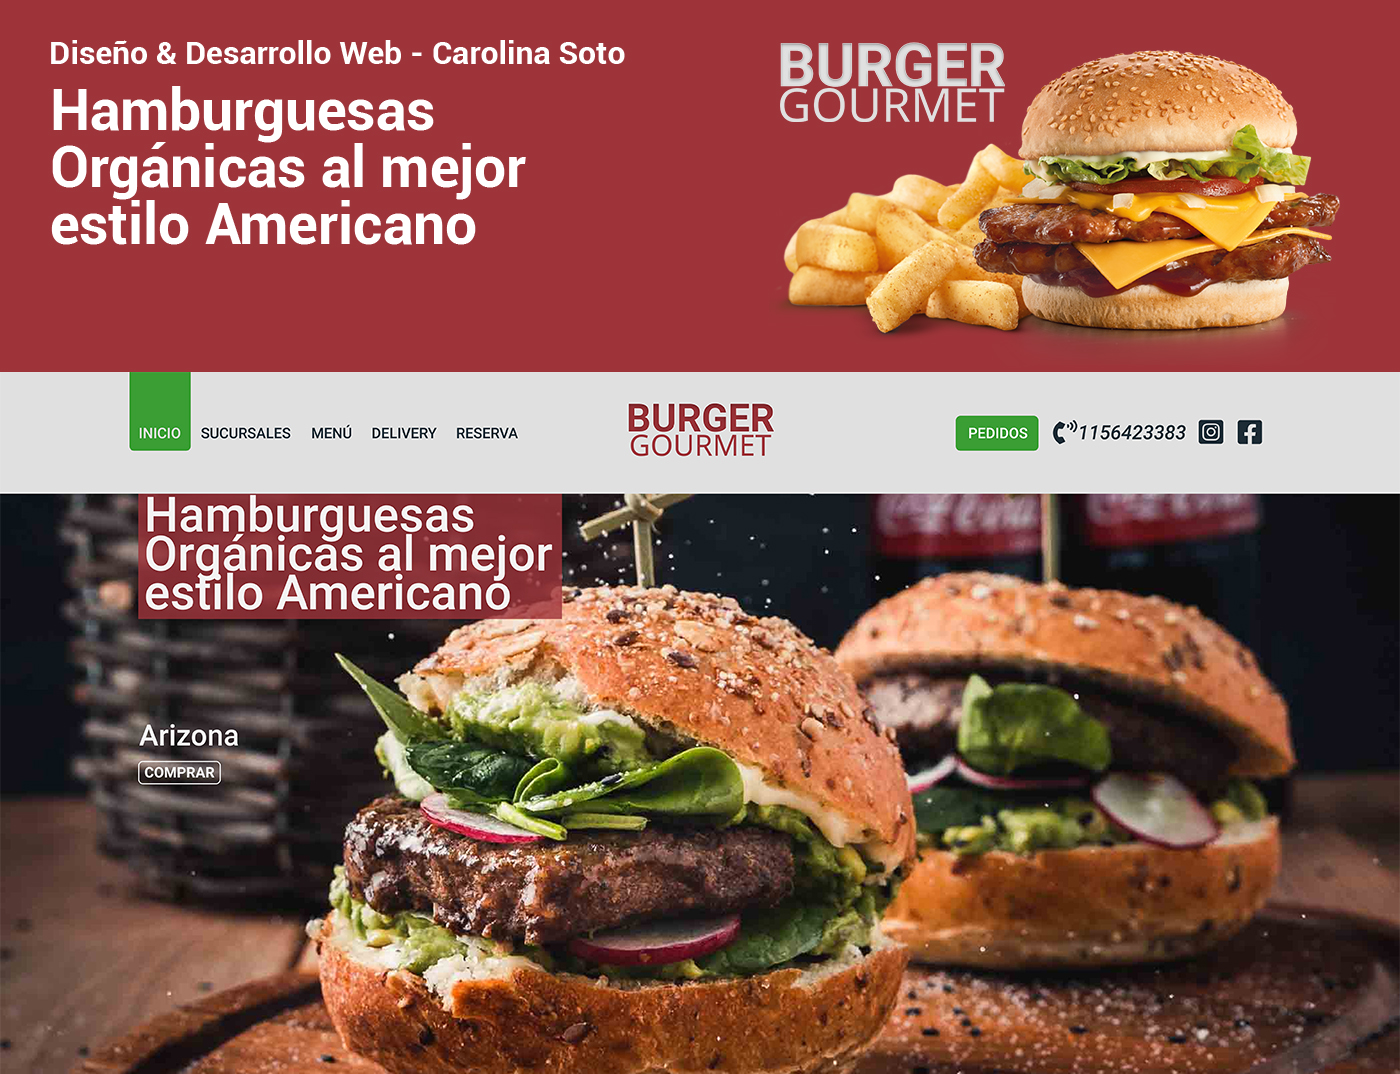 Diseño & Desarrollo Web - Carolina Soto
Hamburguesas
Orgánicas al mejor
estilo Americano
BURGER
GOURMET
INICIO SUCURSALES MENÚ DELIVERY RESERVA
BURGER
GOURMET
PEDIDOS 1156423383
Hamburguesas
Orgánicas al mejor
estilo Americano
Arizona
COMPRAR